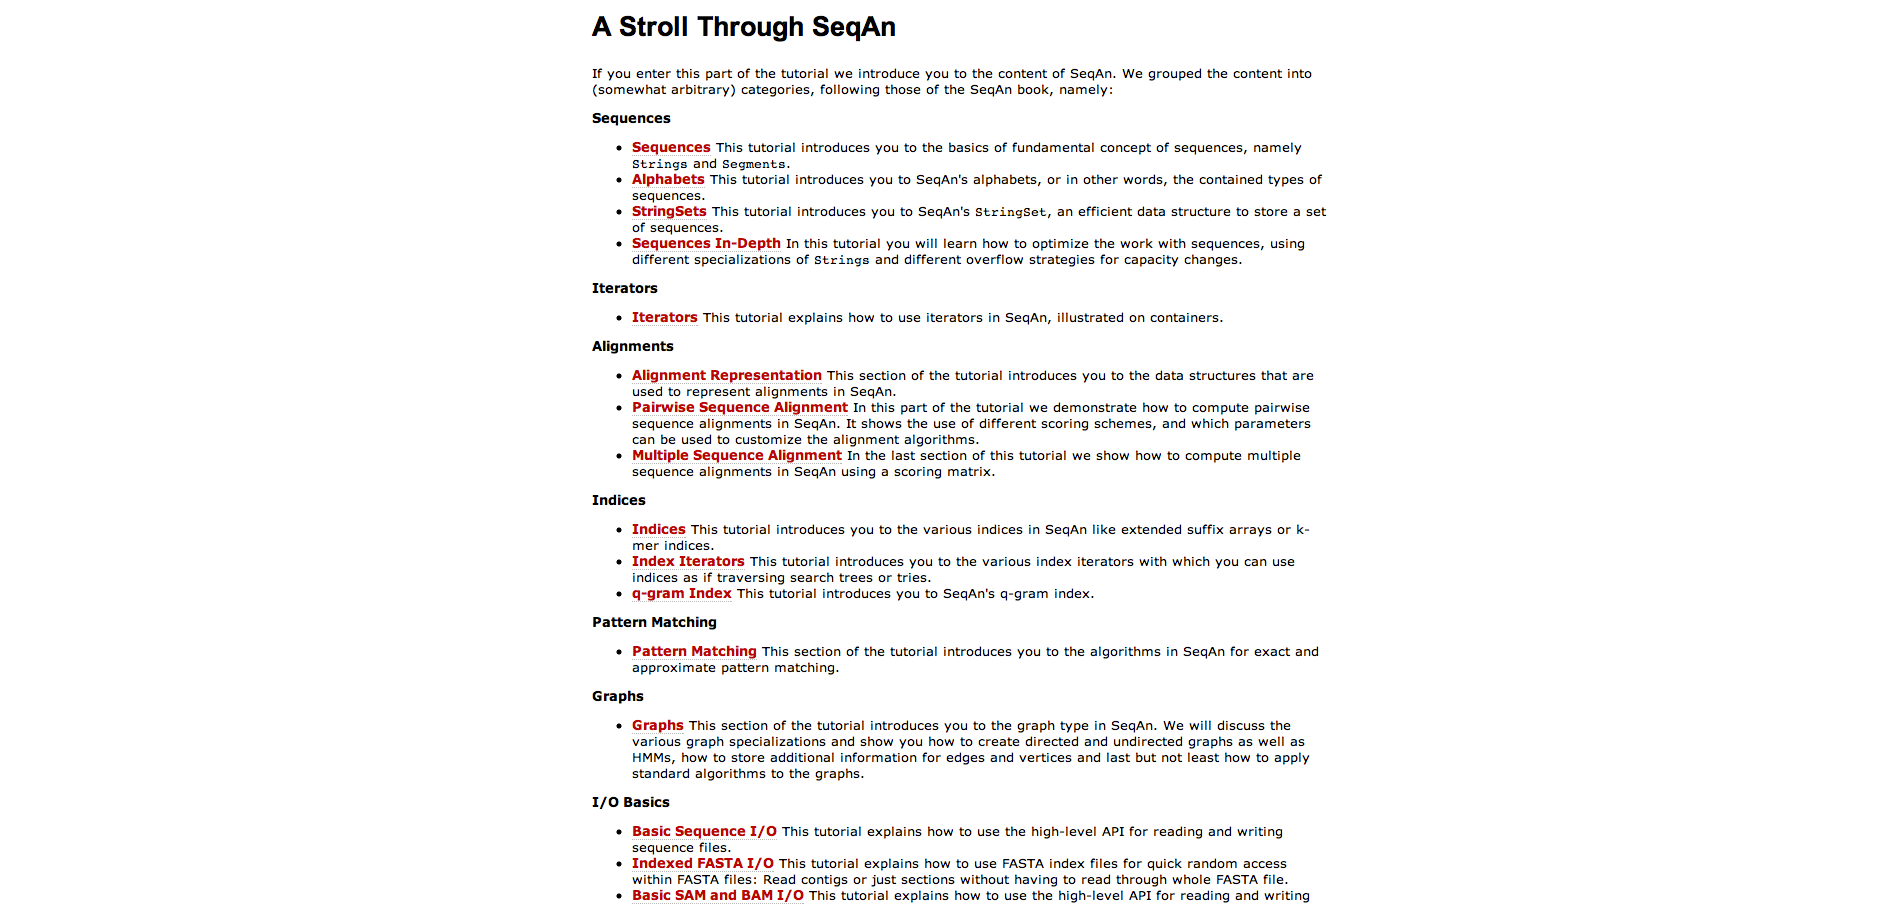 A Stroll Through SeqAn
If you enter this part of the tutorial we introduce you to the content of SeqAn. We grouped the content into
(somewhat arbitrary) categories, following those of the SeqAn book, namely:
Sequences
• Sequences This tutorial introduces you to the basics of fundamental concept of sequences, namely
Strings and Segments.
• Alphabets This tutorial introduces you to SeqAn's alphabets, or in other words, the contained types of
sequences.
• StringSets This tutorial introduces you to SeqAn's StringSet, an efficient data structure to store a set
of sequences.
• Sequences In-Depth In this tutorial you will learn how to optimize the work with sequences, using
different specializations of Strings and different overflow strategies for capacity changes.
Iterators
• Iterators This tutorial explains how to use iterators in SeqAn, illustrated on containers.
Alignments
• Alignment Representation This section of the tutorial introduces you to the data structures that are
used to represent alignments in SeqAn.
• Pairwise Sequence Alignment In this part of the tutorial we demonstrate how to compute pairwise
sequence alignments in SeqAn. It shows the use of different scoring schemes, and which parameters
can be used to customize the alignment algorithms.
• Multiple Sequence Alignment In the last section of this tutorial we show how to compute multiple
sequence alignments in SeqAn using a scoring matrix.
Indices
• Indices This tutorial introduces you to the various indices in SeqAn like extended suffix arrays or k-
mer indices.
• Index Iterators This tutorial introduces you to the various index iterators with which you can use
indices as if traversing search trees or tries.
• q-gram Index This tutorial introduces you to SeqAn's q-gram index.
Pattern Matching
• Pattern Matching This section of the tutorial introduces you to the algorithms in SeqAn for exact and
approximate pattern matching.
Graphs
• Graphs This section of the tutorial introduces you to the graph type in SeqAn. We will discuss the
various graph specializations and show you how to create directed and undirected graphs as well as
HMMs, how to store additional information for edges and vertices and last but not least how to apply
standard algorithms to the graphs.
I/O Basics
• Basic Sequence I/O This tutorial explains how to use the high-level API for reading and writing
sequence files.
• Indexed FASTA I/O This tutorial explains how to use FASTA index files for quick random access
within FASTA files: Read contigs or just sections without having to read through whole FASTA file.
• Basic SAM and BAM I/O This tutorial explains how to use the high-level API for reading and writing